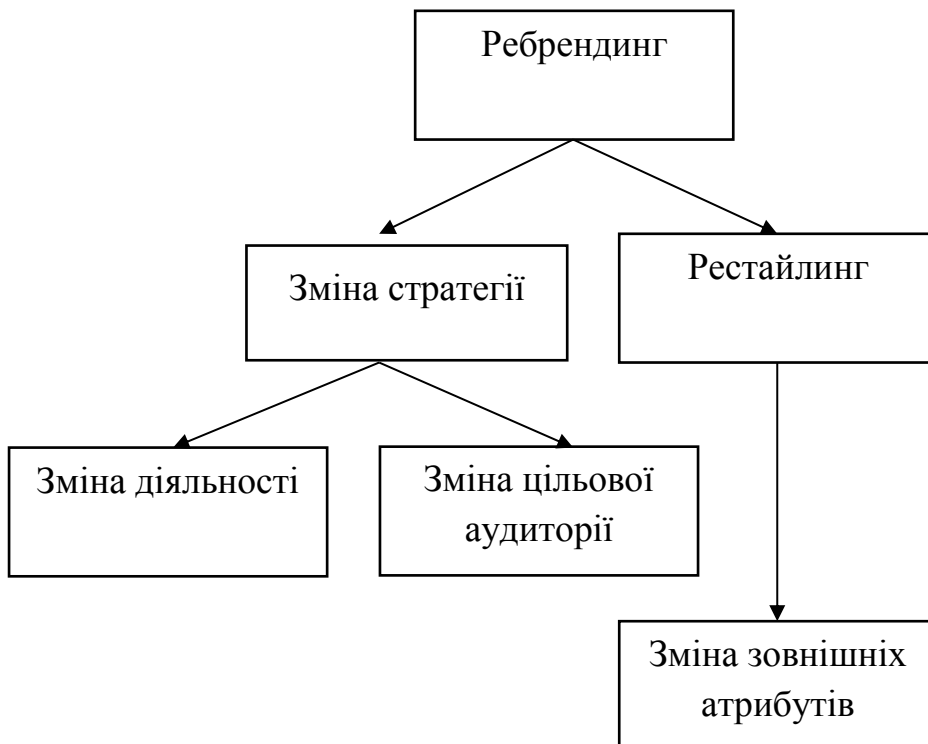 Ребрендинг
Зміна стратегії
Рестайлинг
Зміна діяльності
Зміна цільової
аудиторії
Зміна зовнішніх
атрибутів